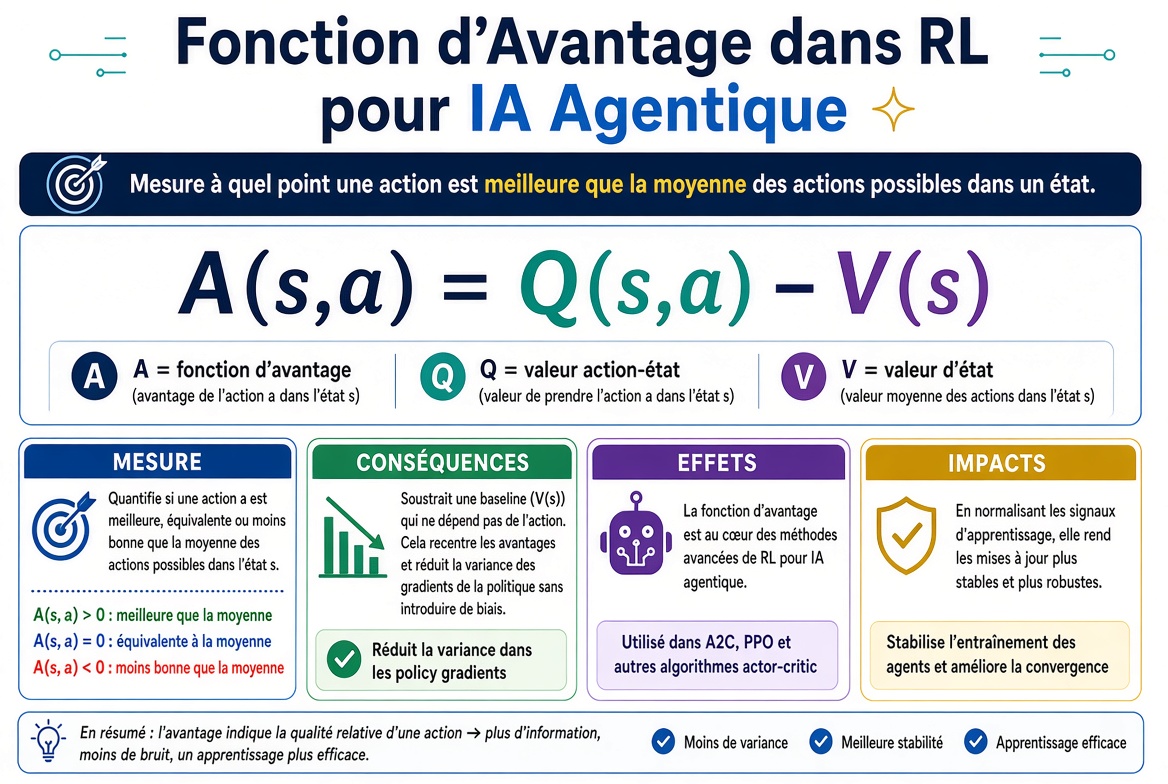 Fonction d'Avantage dans RL
pour IA Agentique
Mesure à quel point une action est meilleure que la moyenne des actions possibles dans un état.
A(s,a) = Q(s,a) – V(s)
A
A = fonction d'avantage
(avantage de l'action a dans l'état s)
Q
Q = valeur action-état
(valeur de prendre l'action a dans l'état s)
V
V = valeur d'état
(valeur moyenne des actions dans l'état s)
MESURE
Quantifie si une action a est
meilleure, équivalente ou moins
bonne que la moyenne des
actions possibles dans l'état s.
A(s, a) > 0 : meilleure que la moyenne
A(s, a) = 0 : équivalente à la moyenne
A(s, a) < 0 : moins bonne que la moyenne
CONSÉQUENCES
Soustrait une baseline (V(s))
qui ne dépend pas de l'action.
Cela recentre les avantages
et réduit la variance des
gradients de la politique sans
introduire de biais.
Réduit la variance dans
les policy gradients
EFFETS
La fonction d'avantage
est au cœur des méthodes
avancées de RL pour IA
agentique.
Utilisé dans A2C, PPO et
autres algorithmes actor-critic
IMPACTS
En normalisant les signaux
d'apprentissage, elle rend
les mises à jour plus
stables et plus robustes.
Stabilise l'entraînement des
agents et améliore la convergence
En résumé : l'avantage indique la qualité relative d'une action → plus d'information,
moins de bruit, un apprentissage plus efficace.
Moins de variance
Meilleure stabilité
Apprentissage efficace